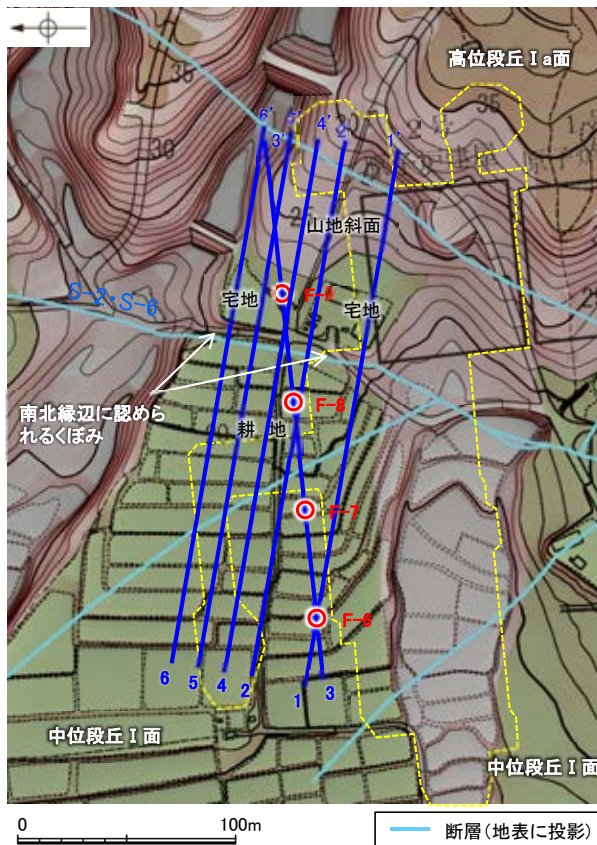 高位段丘Ⅰa面
35
35
30
6'
3'
4'
2'
1'
山地斜面
S-2・S-6
宅地
宅地
F-8
南北縁辺に認めら
れるくぼみ
耕 地
F-7
F-6
6
5
4
2
1
3
中位段丘Ⅰ面
中位段丘Ⅰ面
0
100m
断層(地表に投影)